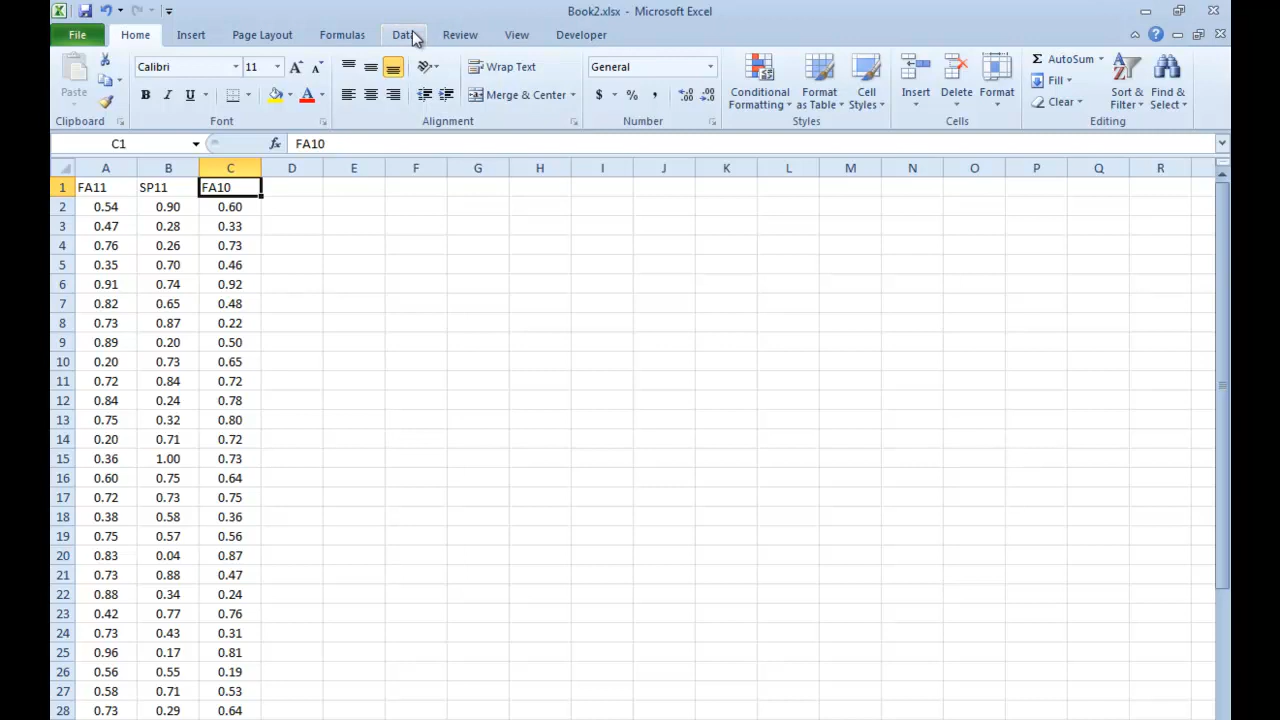 Book2.xlsx - Microsoft Excel
File Home Insert Page Layout Formulas Data Review View Developer
Calibri 11 Wrap Text General Σ AutoSum
Paste B I U Merge & Center $ % , Conditional Formatting Format as Table Cell Styles Insert Delete Format Fill Clear Sort & Filter Find & Select
Clipboard Font Alignment Number Styles Cells Editing
C1 fx FA10
A B C D E F G H I J K L M N O P Q R
1 FA11 SP11 FA10
2 0.54 0.90 0.60
3 0.47 0.28 0.33
4 0.76 0.26 0.73
5 0.35 0.70 0.46
6 0.91 0.74 0.92
7 0.82 0.65 0.48
8 0.73 0.87 0.22
9 0.89 0.20 0.50
10 0.20 0.73 0.65
11 0.72 0.84 0.72
12 0.84 0.24 0.78
13 0.75 0.32 0.80
14 0.20 0.71 0.72
15 0.36 1.00 0.73
16 0.60 0.75 0.64
17 0.72 0.73 0.75
18 0.38 0.58 0.36
19 0.75 0.57 0.56
20 0.83 0.04 0.87
21 0.73 0.88 0.47
22 0.88 0.34 0.24
23 0.42 0.77 0.76
24 0.73 0.43 0.31
25 0.96 0.17 0.81
26 0.56 0.55 0.19
27 0.58 0.71 0.53
28 0.73 0.29 0.64